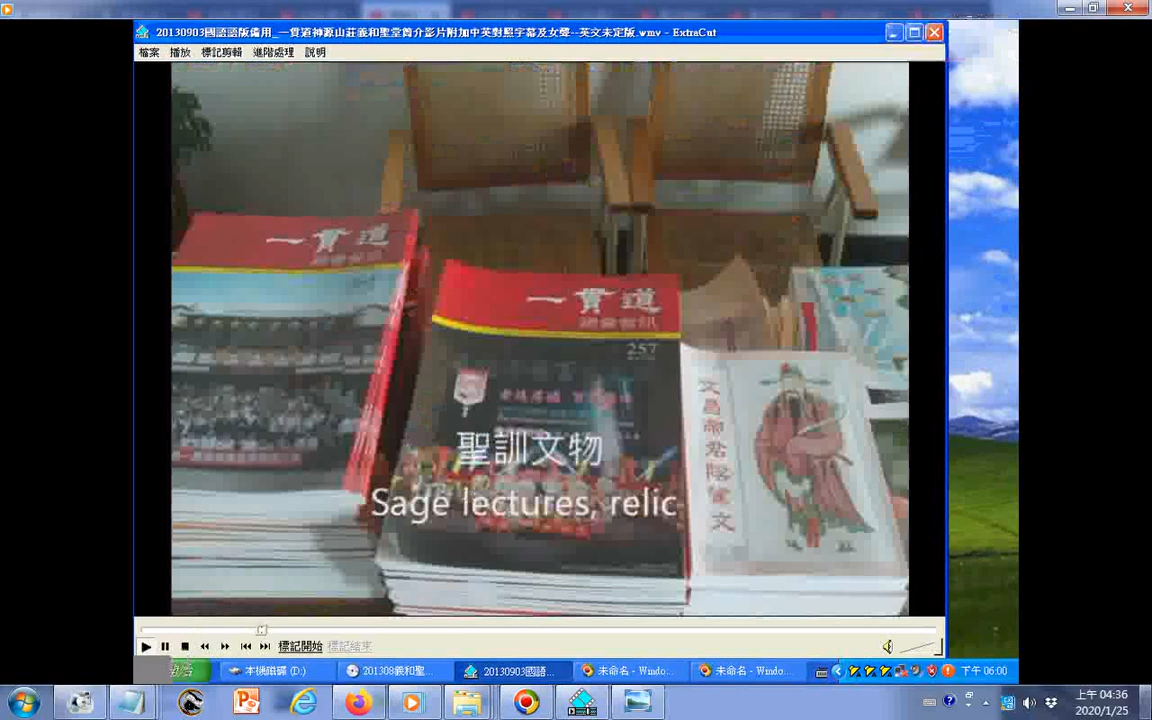 20130903國語語版備用_一貫道神源山莊義和聖堂簡介影片附加中英對照字幕及女聲--英文未定版.wmv - ExtraCut
檔案 播放 標記剪輯 進階處理 說明
一貫道
一貫道
257
文昌帝君陰騭文
聖訓文物
Sage lectures, relic
標記開始 標記結束
本機磁碟 (D:)
201308義和聖...
20130903國語...
未命名 - Windo...
未命名 - Windo...
下午 06:00
上午 04:36
2020/1/25